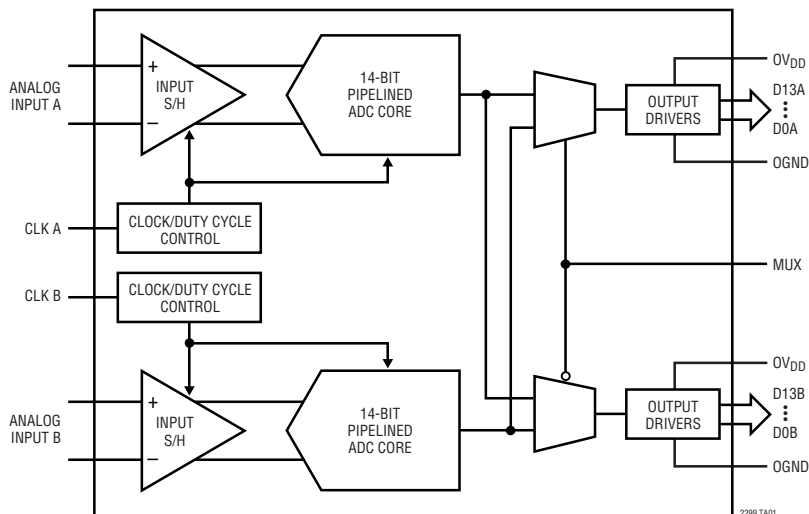 ANALOG
INPUT A
+
−
INPUT
S/H
14-BIT
PIPELINED
ADC CORE
OUTPUT
DRIVERS
OVDD
D13A
D0A
OGND
CLK A
CLOCK/DUTY CYCLE
CONTROL
MUX
CLK B
CLOCK/DUTY CYCLE
CONTROL
ANALOG
INPUT B
+
−
INPUT
S/H
14-BIT
PIPELINED
ADC CORE
OUTPUT
DRIVERS
OVDD
D13B
D0B
OGND
2299 TA01